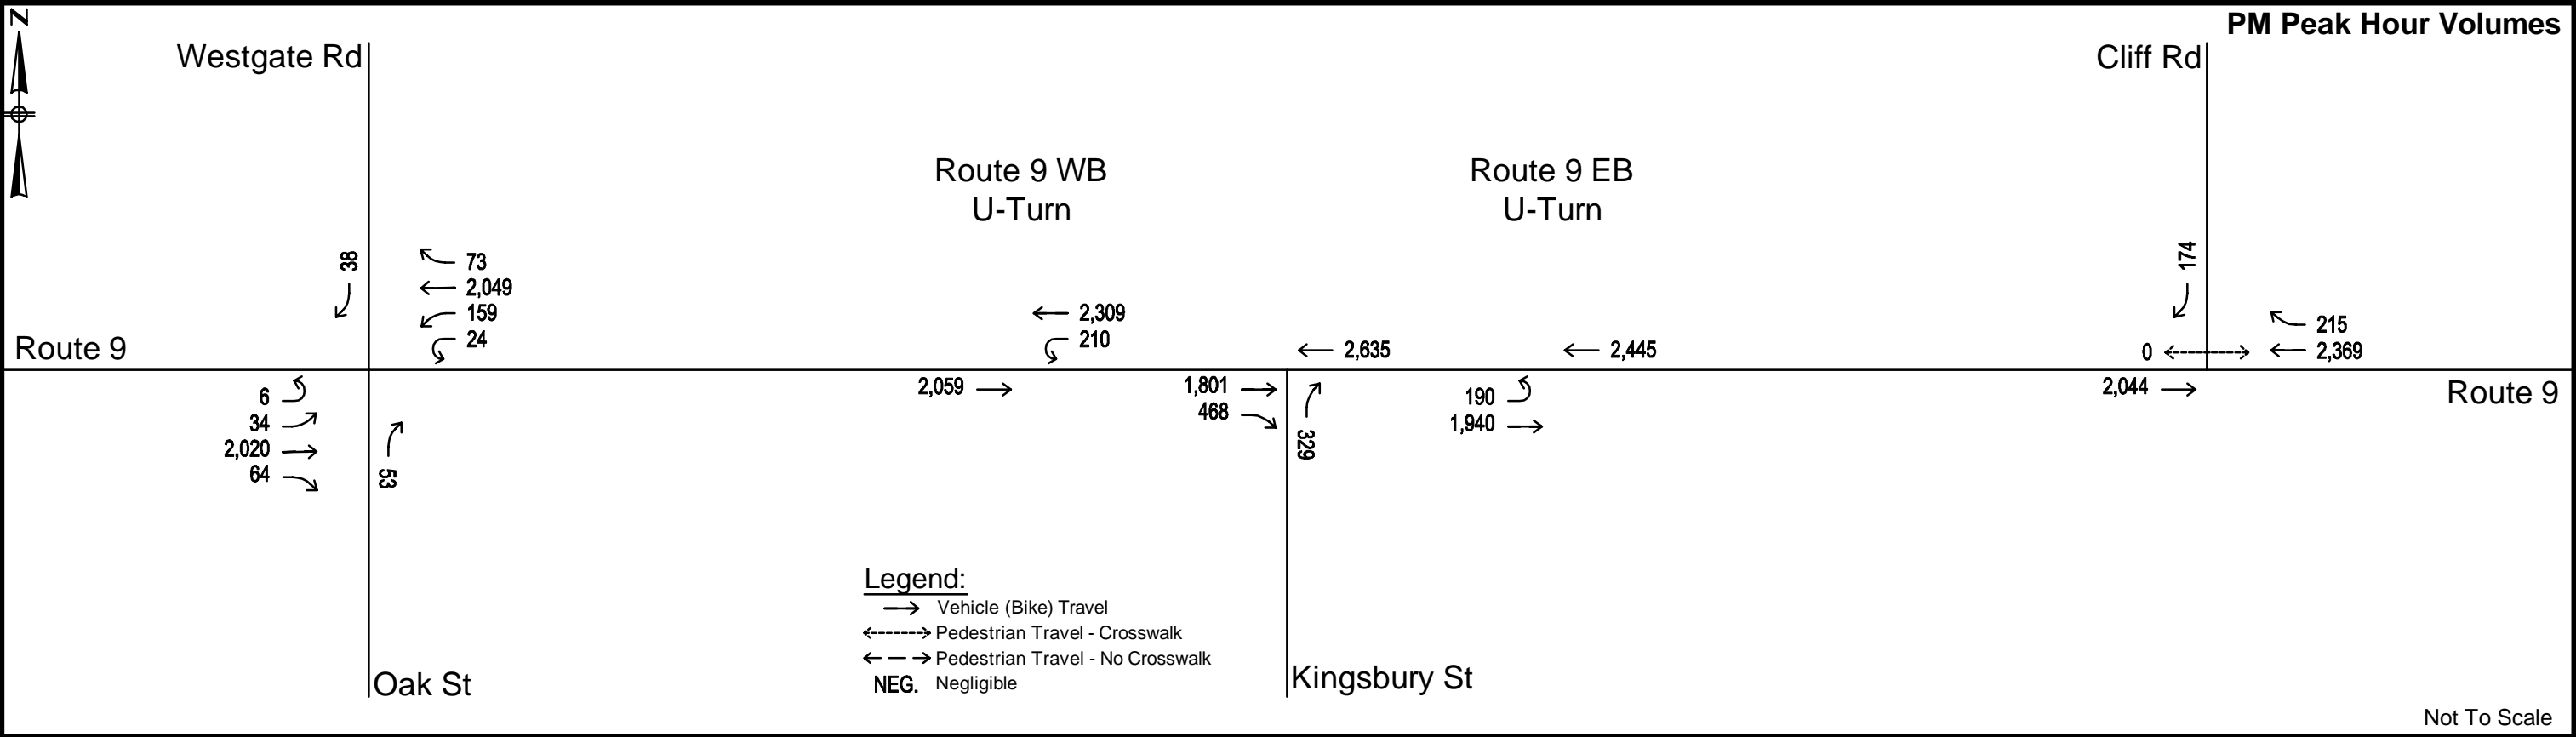 N
PM Peak Hour Volumes
Westgate Rd
Cliff Rd
Route 9 WB
U-Turn
Route 9 EB
U-Turn
38
73
2,049
159
24
2,309
210
2,635
2,445
174
0
215
2,369
Route 9
6
34
2,020
64
53
2,059
1,801
468
329
190
1,940
2,044
Route 9
Legend:
Vehicle (Bike) Travel
Pedestrian Travel - Crosswalk
Pedestrian Travel - No Crosswalk
NEG. Negligible
Oak St
Kingsbury St
Not To Scale